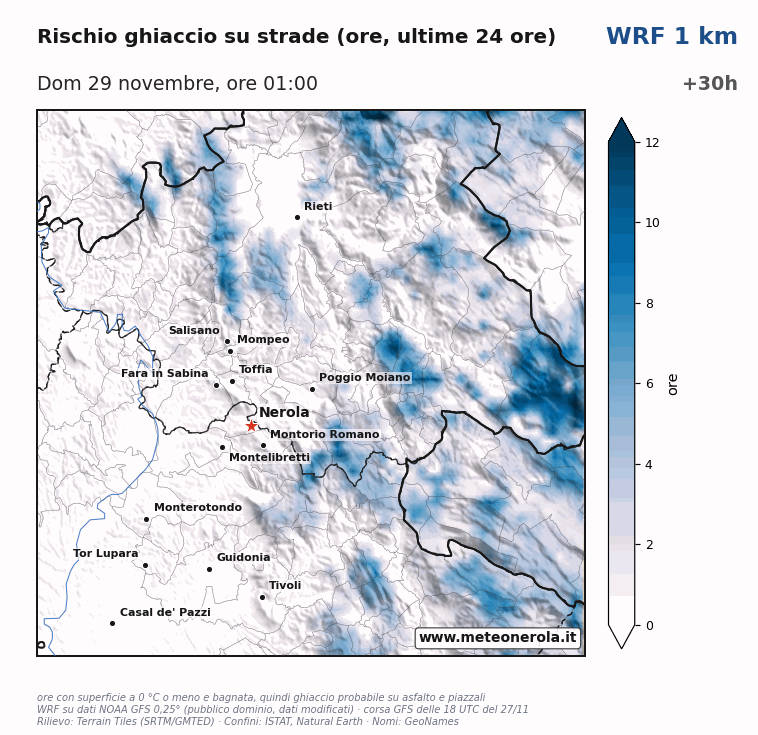 Rischio ghiaccio su strade (ore, ultime 24 ore)
WRF 1 km
Dom 29 novembre, ore 01:00
+30h
Rieti
Salisano
Mompeo
Toffia
Fara in Sabina
Poggio Moiano
Nerola
Montorio Romano
Montelibretti
Monterotondo
Tor Lupara
Guidonia
Tivoli
Casal de' Pazzi
www.meteonerola.it
12
10
8
6
4
2
0
ore
ore con superficie a 0 °C o meno e bagnata, quindi ghiaccio probabile su asfalto e piazzali
WRF su dati NOAA GFS 0,25° (pubblico dominio, dati modificati) · corsa GFS delle 18 UTC del 27/11
Rilievo: Terrain Tiles (SRTM/GMTED) · Confini: ISTAT, Natural Earth · Nomi: GeoNames